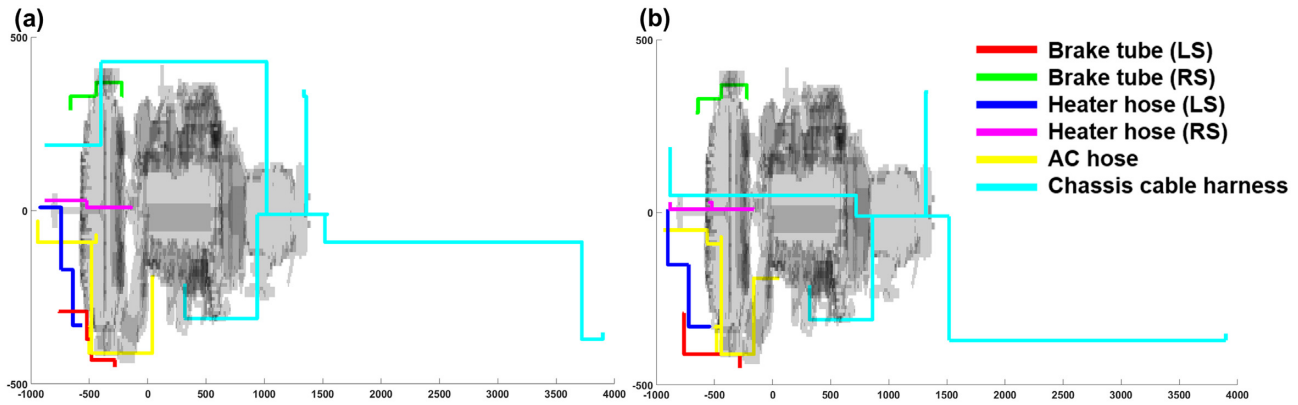 (a)
(b)
500
0
-500
-1000 -500 0 500 1000 1500 2000 2500 3000 3500 4000
500
0
-500
-1000 -500 0 500 1000 1500 2000 2500 3000 3500 4000
Brake tube (LS)
Brake tube (RS)
Heater hose (LS)
Heater hose (RS)
AC hose
Chassis cable harness